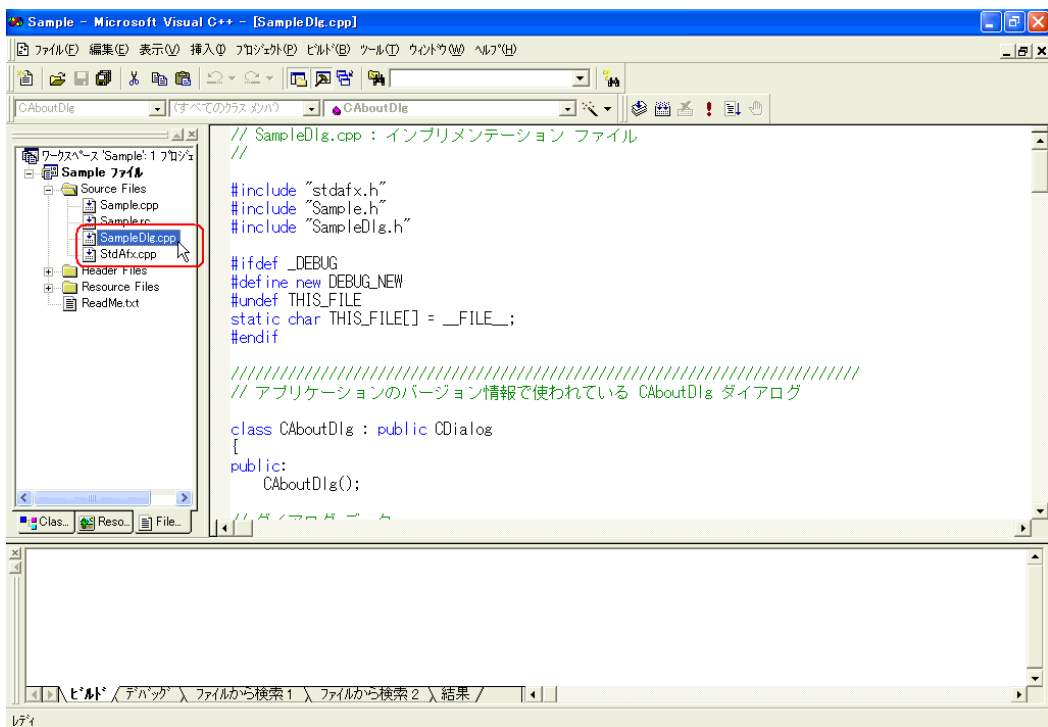 Sample - Microsoft Visual C++ - [SampleDlg.cpp]
ファイル(F) 編集(E) 表示(V) 挿入(I) プロジェクト(P) ビルド(B) ツール(T) ウィンドウ(W) ヘルプ(H)
CAboutDlg (すべてのクラス メンバ) CAboutDlg
ワークスペース 'Sample': 1 プロジェ
Sample ファイル
Source Files
Sample.cpp
Sample.rc
SampleDlg.cpp
StdAfx.cpp
Header Files
Resource Files
ReadMe.txt
Clas... Reso... File...
// SampleDlg.cpp : インプリメンテーション ファイル
//
#include "stdafx.h"
#include "Sample.h"
#include "SampleDlg.h"
#ifdef _DEBUG
#define new DEBUG_NEW
#undef THIS_FILE
static char THIS_FILE[] = __FILE__;
#endif
/////////////////////////////////////////////////////////////////////////////
// アプリケーションのバージョン情報で使われている CAboutDlg ダイアログ
class CAboutDlg : public CDialog
{
public:
CAboutDlg();
// ダイアログ データ
ビルド デバッグ ファイルから検索1 ファイルから検索2 結果
レディ